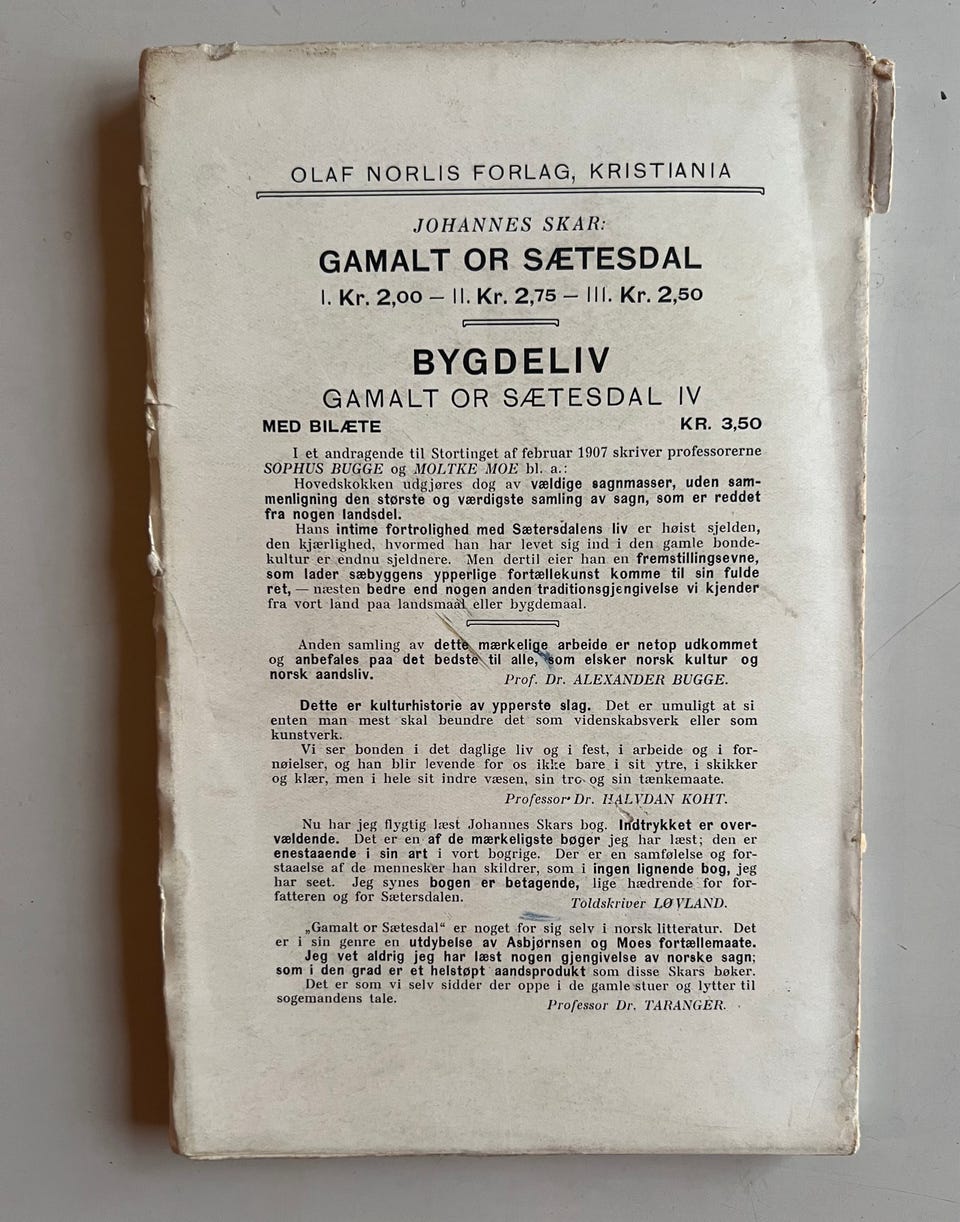 OLAF NORLIS FORLAG, KRISTIANIA
JOHANNES SKAR:
GAMALT OR SÆTESDAL
I. Kr. 2,00 — II. Kr. 2,75 — III. Kr. 2,50
BYGDELIV
GAMALT OR SÆTESDAL IV
MED BILÆTE KR. 3,50
I et andragende til Stortinget af februar 1907 skriver professorerne
SOPHUS BUGGE og MOLTKE MOE bl. a.:
Hovedskokken udgjøres dog av vældige sagnmasser, uden sam-
menligning den største og værdigste samling av sagn, som er reddet
fra nogen landsdel.
Hans intime fortrolighed med Sætersdalens liv er høist sjelden,
den kjærlighed, hvormed han har levet sig ind i den gamle bonde-
kultur er endnu sjeldnere. Men dertil eier han en fremstillingsevne,
som lader sæbyggens ypperlige fortællekunst komme til sin fulde
ret, — næsten bedre end nogen anden traditionsgjengivelse vi kjender
fra vort land paa landsmaal eller bygdemaal.
Anden samling av dette mærkelige arbeide er netop udkommet
og anbefales paa det bedste til alle, som elsker norsk kultur og
norsk aandsliv. Prof. Dr. ALEXANDER BUGGE.
Dette er kulturhistorie av ypperste slag. Det er umuligt at si
enten man mest skal beundre det som videnskabsverk eller som
kunstverk.
Vi ser bonden i det daglige liv og i fest, i arbeide og i for-
nøielser, og han blir levende for os ikke bare i sit ytre, i skikker
og klær, men i hele sit indre væsen, sin tro og sin tænkemaate.
Professor Dr. HALVDAN KOHT.
Nu har jeg flygtig læst Johannes Skars bog. Indtrykket er over-
vældende. Det er en af de mærkeligste bøger jeg har læst; den er
enestaaende i sin art i vort bogrige. Der er en samfølelse og for-
staaelse af de mennesker han skildrer, som i ingen lignende bog, jeg
har seet. Jeg synes bogen er betagende, lige hædrende for for-
fatteren og for Sætersdalen. Toldskriver LØVLAND.
„Gamalt or Sætesdal“ er noget for sig selv i norsk litteratur. Det
er i sin genre en utdybelse av Asbjørnsen og Moes fortællemaate.
Jeg vet aldrig jeg har læst nogen gjengivelse av norske sagn;
som i den grad er et helstøpt aandsprodukt som disse Skars bøker.
Det er som vi selv sidder der oppe i de gamle stuer og lytter til
sogemandens tale. Professor Dr. TARANGER.